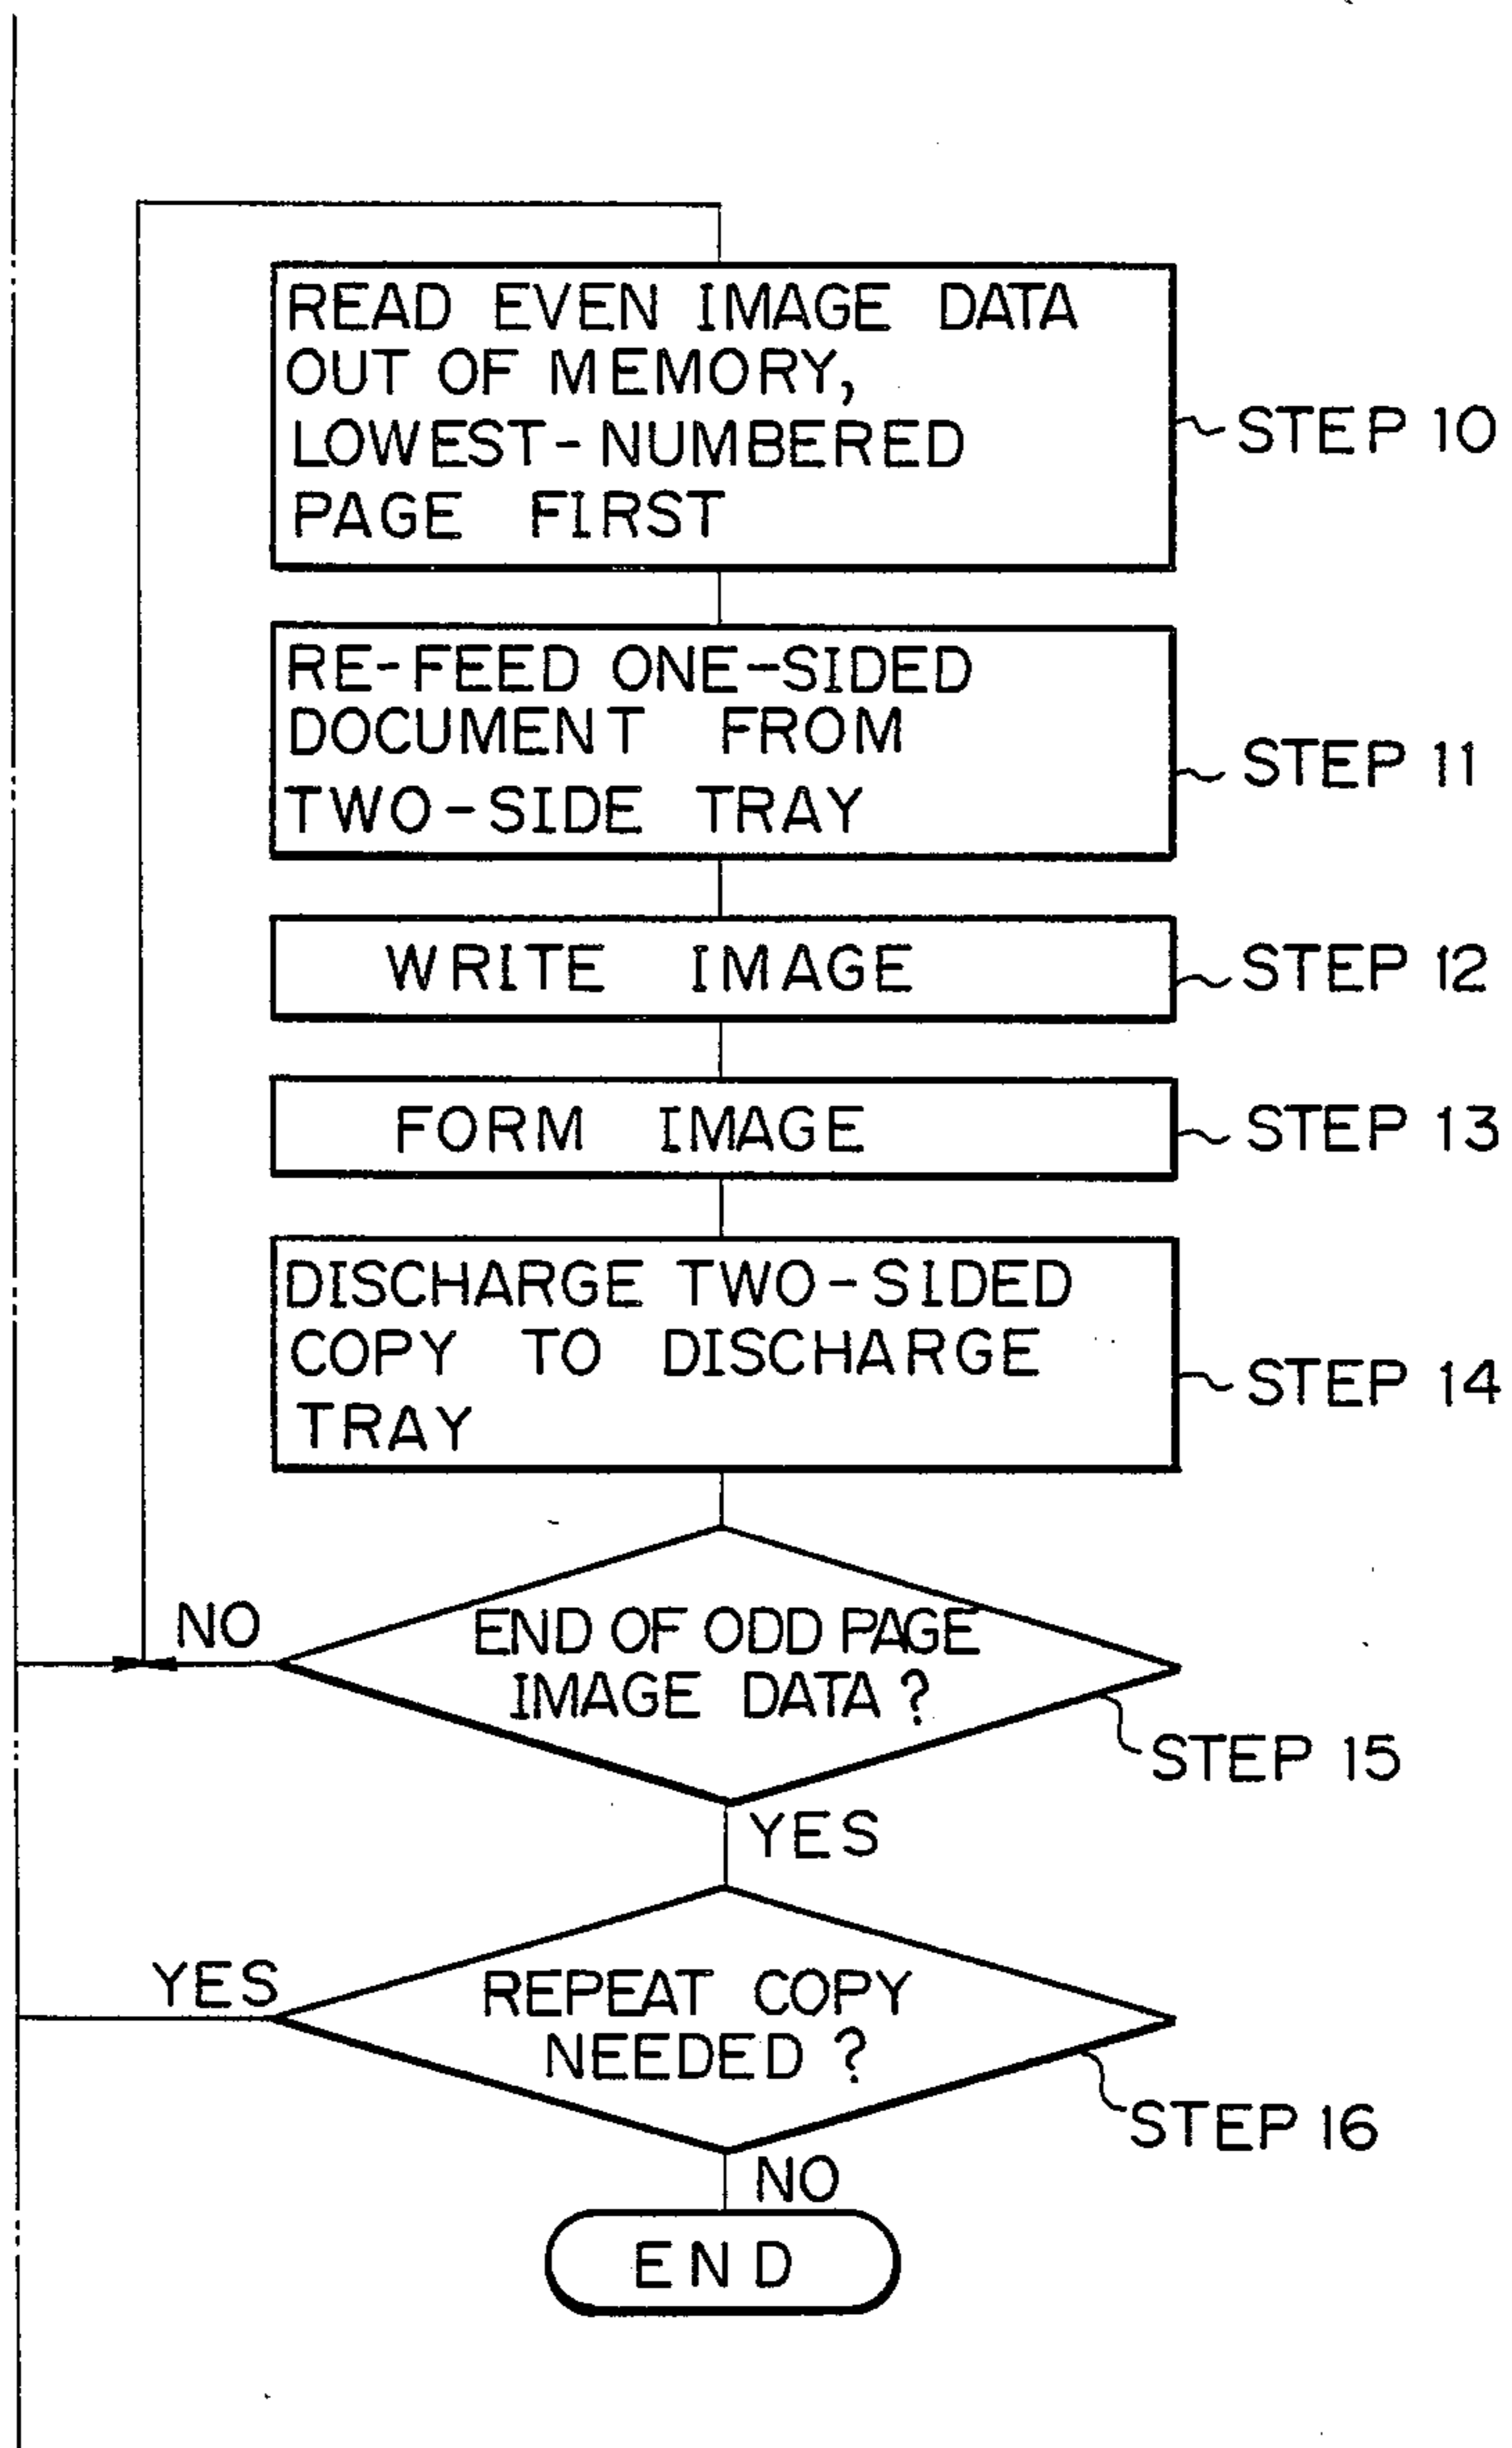 READ EVEN IMAGE DATA
OUT OF MEMORY,
LOWEST-NUMBERED
PAGE FIRST
STEP 10
RE-FEED ONE-SIDED
DOCUMENT FROM
TWO-SIDE TRAY
STEP 11
WRITE IMAGE
STEP 12
FORM IMAGE
STEP 13
DISCHARGE TWO-SIDED
COPY TO DISCHARGE
TRAY
STEP 14
NO
END OF ODD PAGE
IMAGE DATA?
STEP 15
YES
YES
REPEAT COPY
NEEDED?
STEP 16
NO
END